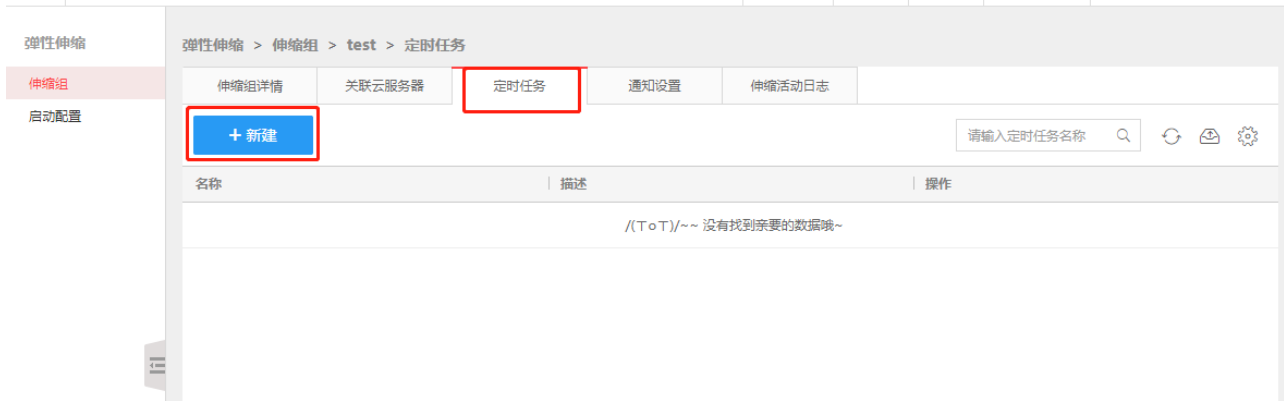 弹性伸缩
伸缩组
启动配置
弹性伸缩 > 伸缩组 > test > 定时任务
伸缩组详情 关联云服务器 定时任务 通知设置 伸缩活动日志
+ 新建 请输入定时任务名称
名称 描述 操作
/(ToT)/~~ 没有找到亲要的数据哦~